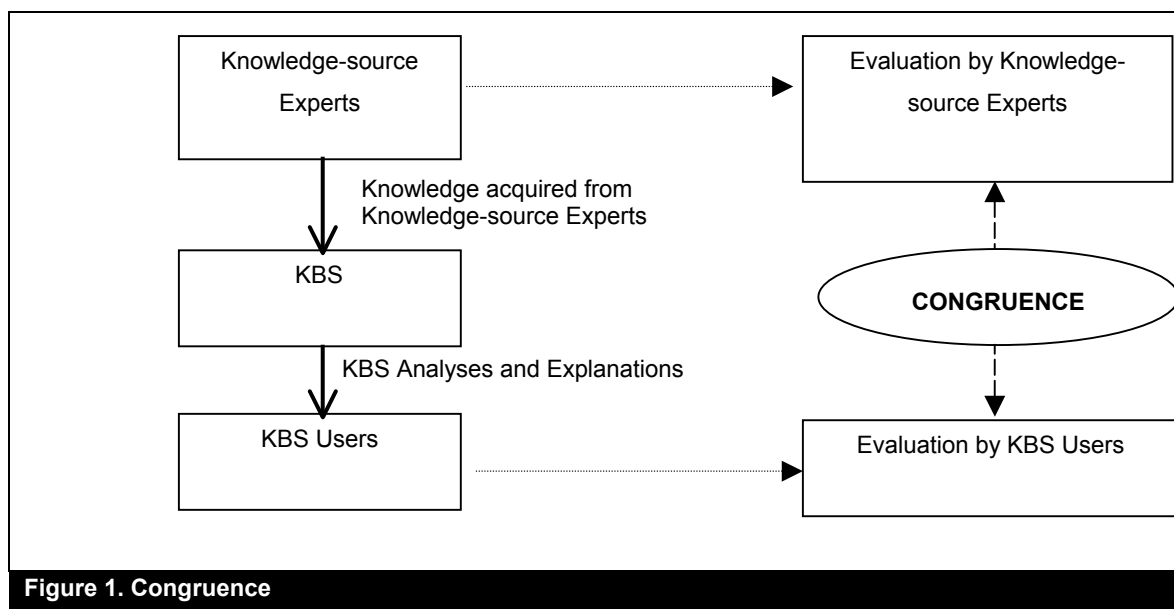 Knowledge-source
Experts
Evaluation by Knowledge-
source Experts
Knowledge acquired from
Knowledge-source Experts
KBS
CONGRUENCE
KBS Analyses and Explanations
KBS Users
Evaluation by KBS Users
Figure 1. Congruence